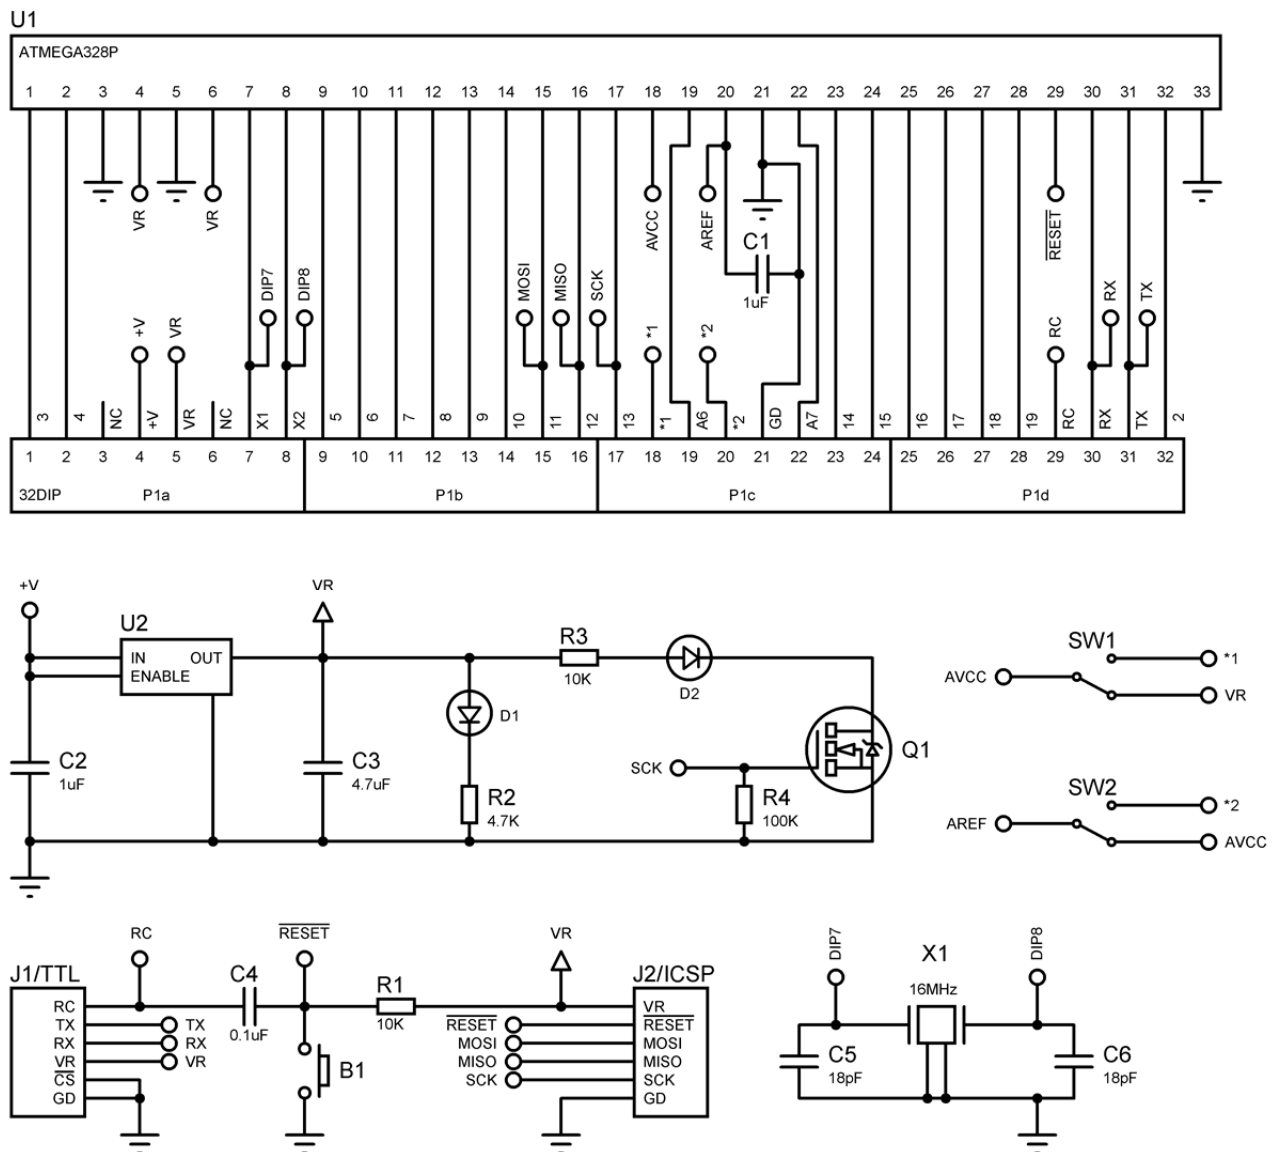 U1
ATMEGA328P
1 2 3 4 5 6 7 8 9 10 11 12 13 14 15 16 17 18 19 20 21 22 23 24 25 26 27 28 29 30 31 32 33
VR
VR
AVCC
AREF
RESET
C1
1uF
DIP7
DIP8
MOSI
MISO
SCK
RX
TX
+V
VR
*1
*2
RC
3 4 NC +V VR NC X1 X2 5 6 7 8 9 10 11 12 13 *1 A6 *2 GD A7 14 15 16 17 18 19 RC RX TX 2
1 2 3 4 5 6 7 8 9 10 11 12 13 14 15 16 17 18 19 20 21 22 23 24 25 26 27 28 29 30 31 32
32DIP P1a P1b P1c P1d
+V
VR
U2
IN OUT
ENABLE
R3
10K
D2
D1
C2
1uF
C3
4.7uF
R2
4.7K
SCK
R4
100K
Q1
SW1
*1
AVCC
VR
SW2
*2
AREF
AVCC
RC
RESET
VR
J1/TTL
RC
TX TX
RX RX
VR VR
CS
GD
C4
0.1uF
R1
10K
B1
J2/ICSP
VR
RESET RESET
MOSI MOSI
MISO MISO
SCK SCK
GD
DIP7
X1
16MHz
DIP8
C5
18pF
C6
18pF